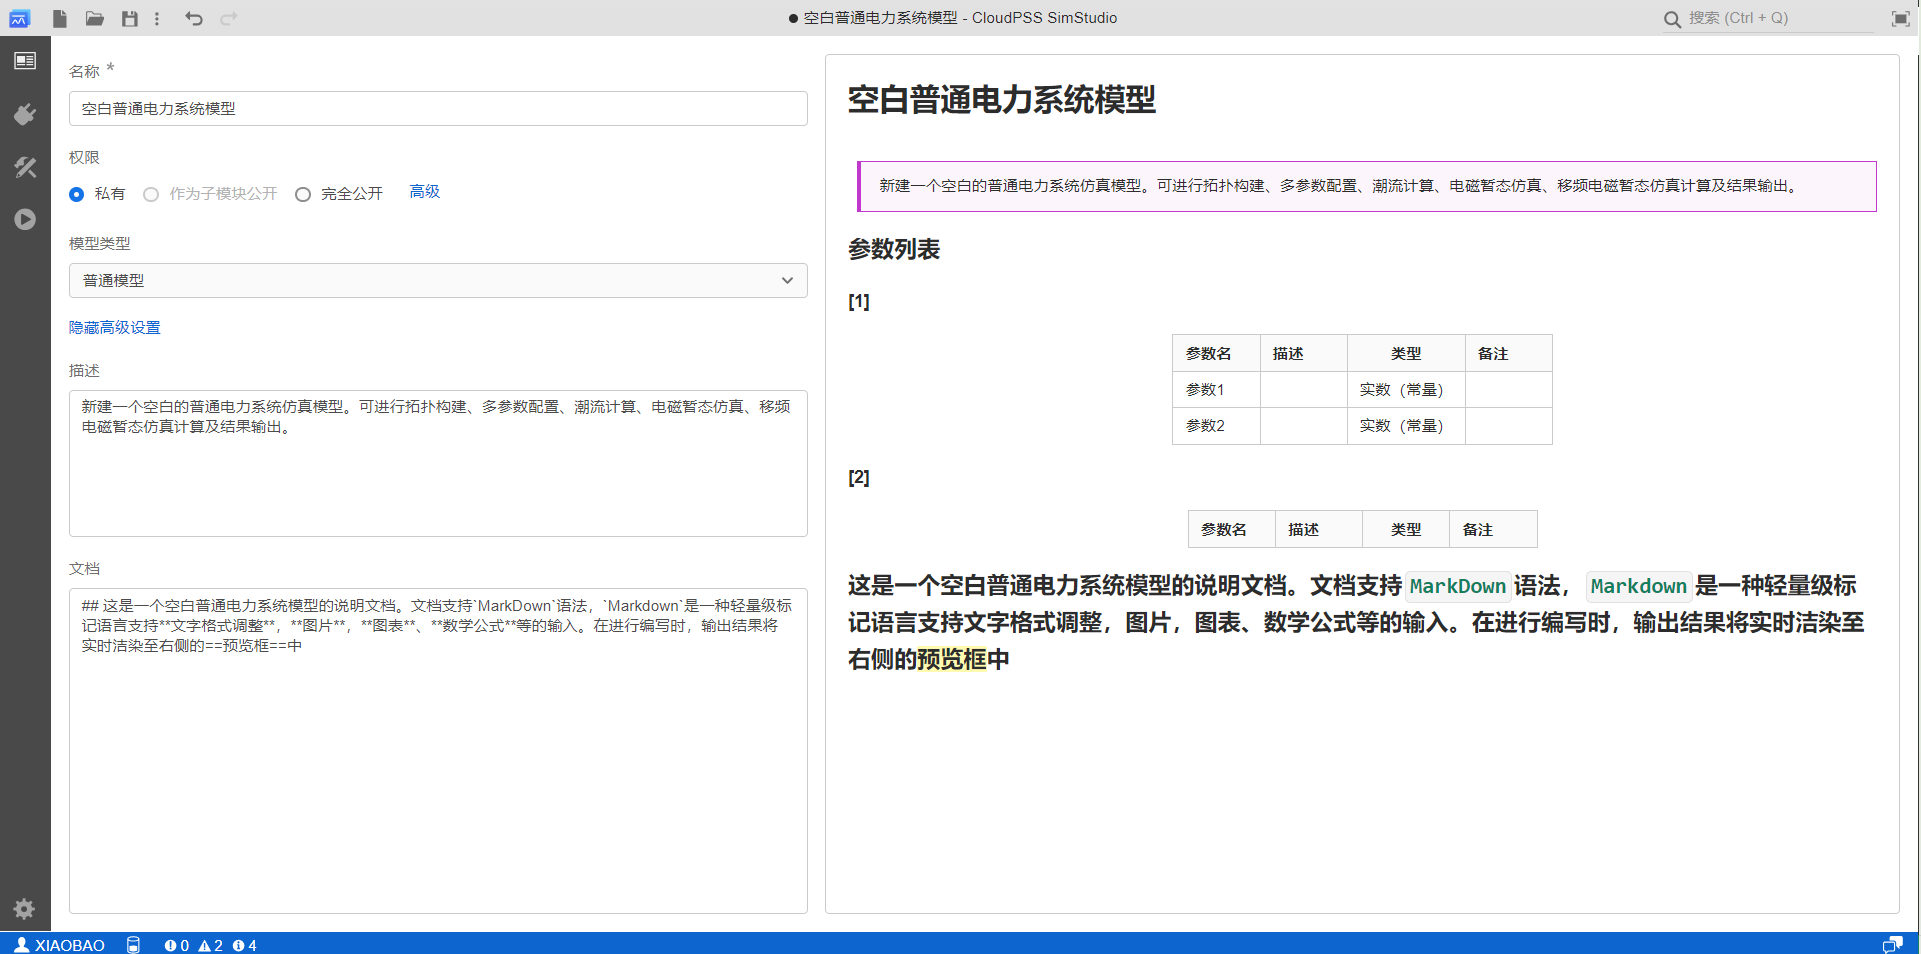 ● 空白普通电力系统模型 - CloudPSS SimStudio
搜索 (Ctrl + Q)
名称 *
空白普通电力系统模型
权限
私有 作为子模块公开 完全公开 高级
模型类型
普通模型
隐藏高级设置
描述
新建一个空白的普通电力系统仿真模型。可进行拓扑构建、多参数配置、潮流计算、电磁暂态仿真、移频
电磁暂态仿真计算及结果输出。
文档
## 这是一个空白普通电力系统模型的说明文档。文档支持`MarkDown`语法，`Markdown`是一种轻量级标
记语言支持**文字格式调整**，**图片**，**图表**、**数学公式**等的输入。在进行编写时，输出结果将
实时洁染至右侧的==预览框==中
空白普通电力系统模型
新建一个空白的普通电力系统仿真模型。可进行拓扑构建、多参数配置、潮流计算、电磁暂态仿真、移频电磁暂态仿真计算及结果输出。
参数列表
[1]
参数名 描述 类型 备注
参数1 实数（常量）
参数2 实数（常量）
[2]
参数名 描述 类型 备注
这是一个空白普通电力系统模型的说明文档。文档支持 MarkDown 语法， Markdown 是一种轻量级标
记语言支持文字格式调整，图片，图表、数学公式等的输入。在进行编写时，输出结果将实时洁染至
右侧的预览框中
XIAOBAO 0 2 4